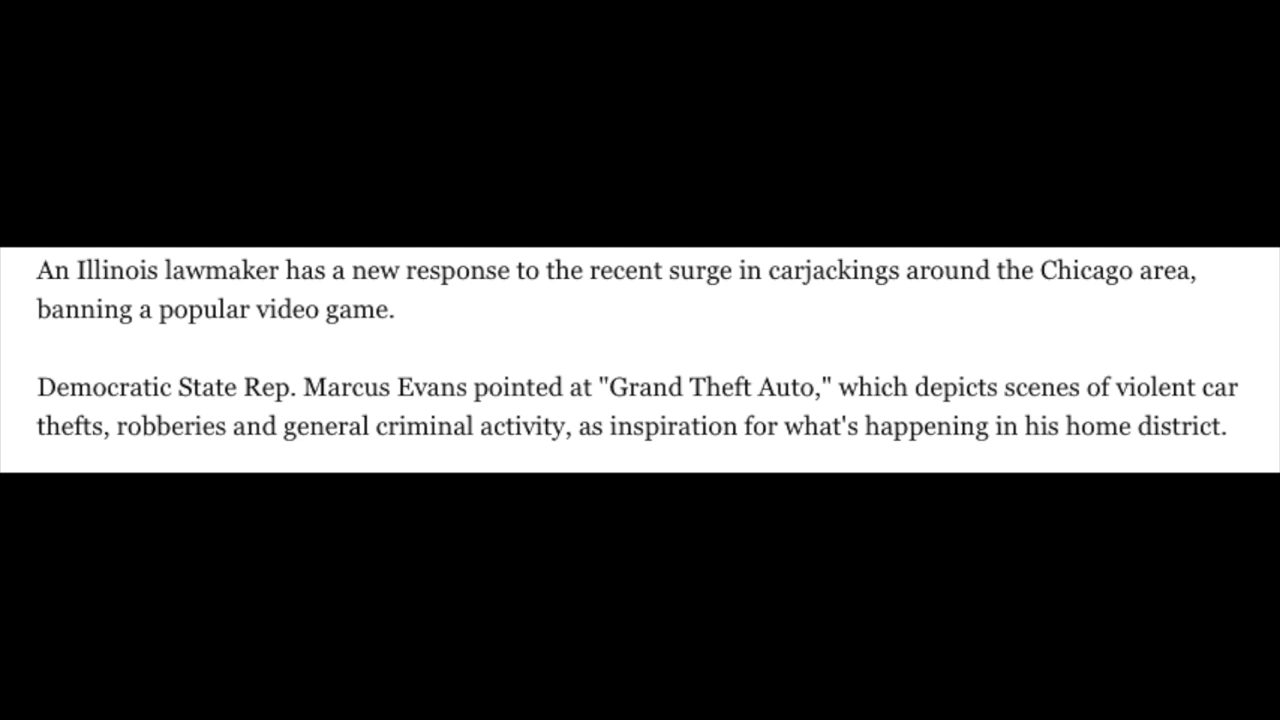 An Illinois lawmaker has a new response to the recent surge in carjackings around the Chicago area,
banning a popular video game.
Democratic State Rep. Marcus Evans pointed at "Grand Theft Auto," which depicts scenes of violent car
thefts, robberies and general criminal activity, as inspiration for what's happening in his home district.